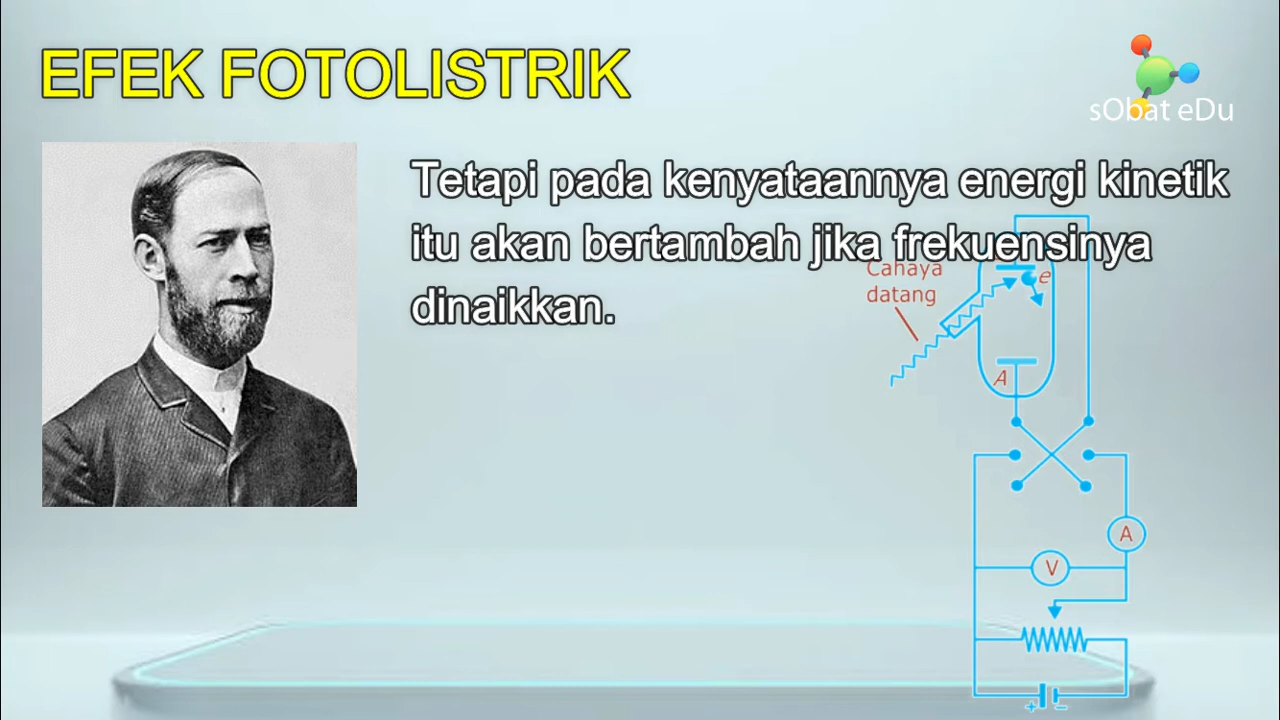 EFEK FOTOLISTRIK
sObat eDu
Tetapi pada kenyataannya energi kinetik
itu akan bertambah jika frekuensinya
dinaikkan.
Cahaya
datang
e
A
A
V
+ −